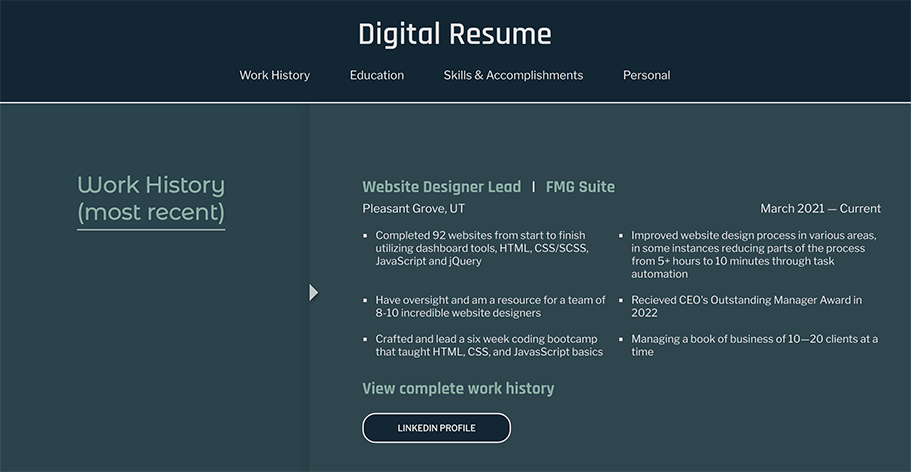 Digital Resume
Work History Education Skills & Accomplishments Personal
Work History
(most recent)
Website Designer Lead | FMG Suite
Pleasant Grove, UT March 2021 — Current
▪ Completed 92 websites from start to finish
utilizing dashboard tools, HTML, CSS/SCSS,
JavaScript and jQuery
▪ Improved website design process in various areas,
in some instances reducing parts of the process
from 5+ hours to 10 minutes through task
automation
▪ Have oversight and am a resource for a team of
8-10 incredible website designers
▪ Recieved CEO's Outstanding Manager Award in
2022
▪ Crafted and lead a six week coding bootcamp
that taught HTML, CSS, and JavasScript basics
▪ Managing a book of business of 10—20 clients at a
time
View complete work history
LINKEDIN PROFILE